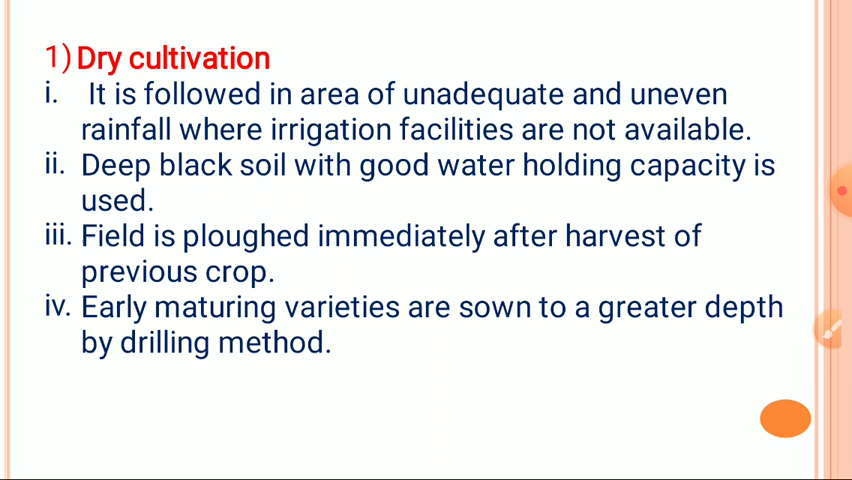 1) Dry cultivation
i. It is followed in area of unadequate and uneven
rainfall where irrigation facilities are not available.
ii. Deep black soil with good water holding capacity is
used.
iii. Field is ploughed immediately after harvest of
previous crop.
iv. Early maturing varieties are sown to a greater depth
by drilling method.